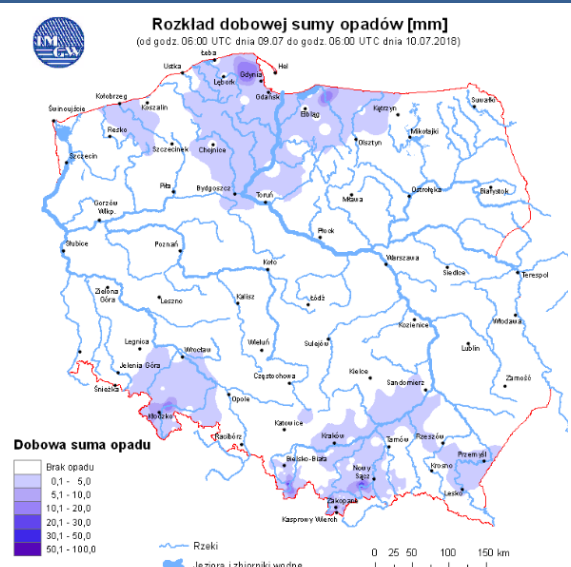 IMGW
Rozkład dobowej sumy opadów [mm]
(od godz. 06:00 UTC dnia 09.07 do godz. 06:00 UTC dnia 10.07.2018)
Łeba
Ustka
Hel
Gdynia
Lębork
Gdańsk
Kołobrzeg
Koszalin
Świnoujście
Elbląg
Kętrzyn
Suwałki
Resko
Mikołajki
Szczecinek
Chojnice
Olsztyn
Szczecin
Piła
Bydgoszcz
Toruń
Mława
Ostrołęka
Białystok
Gorzów
Wlkp.
Płock
Słubice
Poznań
Koło
Warszawa
Siedlce
Terespol
Zielona
Góra
Leszno
Kalisz
Łódź
Kozienice
Włodawa
Legnica
Wrocław
Wieluń
Sulejów
Lublin
Jelenia Góra
Kielce
Śnieżka
Częstochowa
Sandomierz
Zamość
Opole
Kłodzko
Katowice
Racibórz
Kraków
Tarnów
Rzeszów
Bielsko-Biała
Nowy
Sącz
Przemyśl
Krosno
Lesko
Zakopane
Kasprowy Wierch
Dobowa suma opadu
Brak opadu
0,1 - 5,0
5,1 - 10,0
10,1 - 20,0
20,1 - 30,0
30,1 - 50,0
50,1 - 100,0
Rzeki
Jeziora i zbiorniki wodne
0 25 50 100 150 km